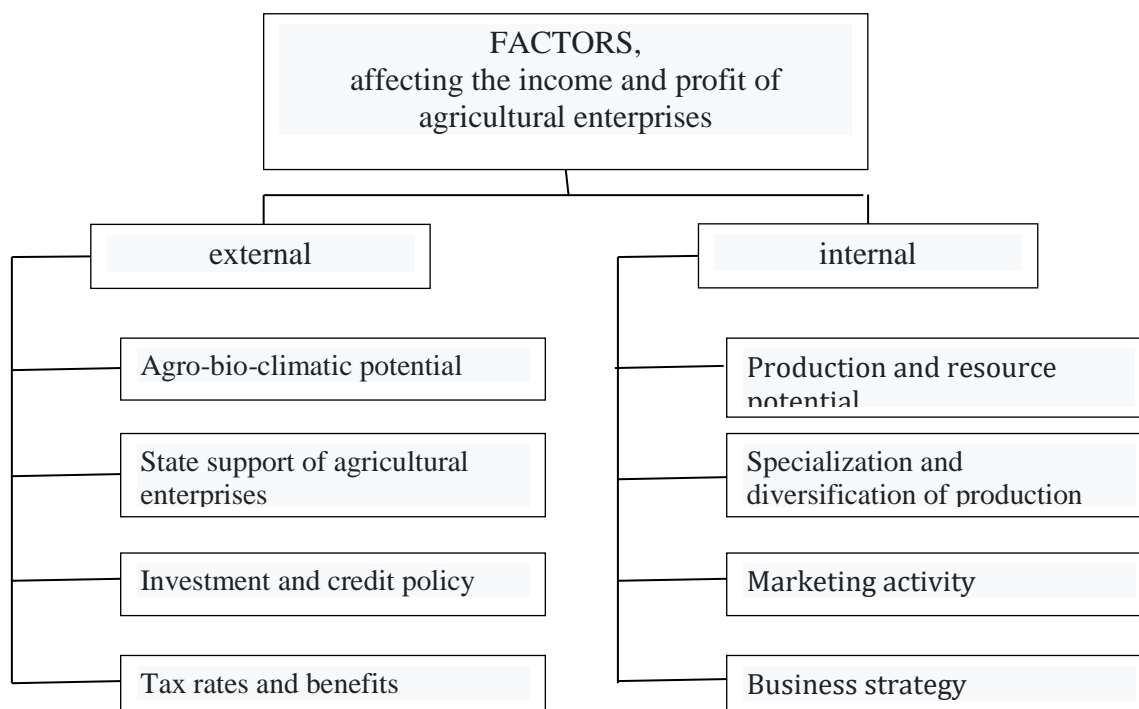 FACTORS,
affecting the income and profit of
agricultural enterprises
external
internal
Agro-bio-climatic potential
State support of agricultural
enterprises
Investment and credit policy
Tax rates and benefits
Production and resource
potential
Specialization and
diversification of production
Marketing activity
Business strategy